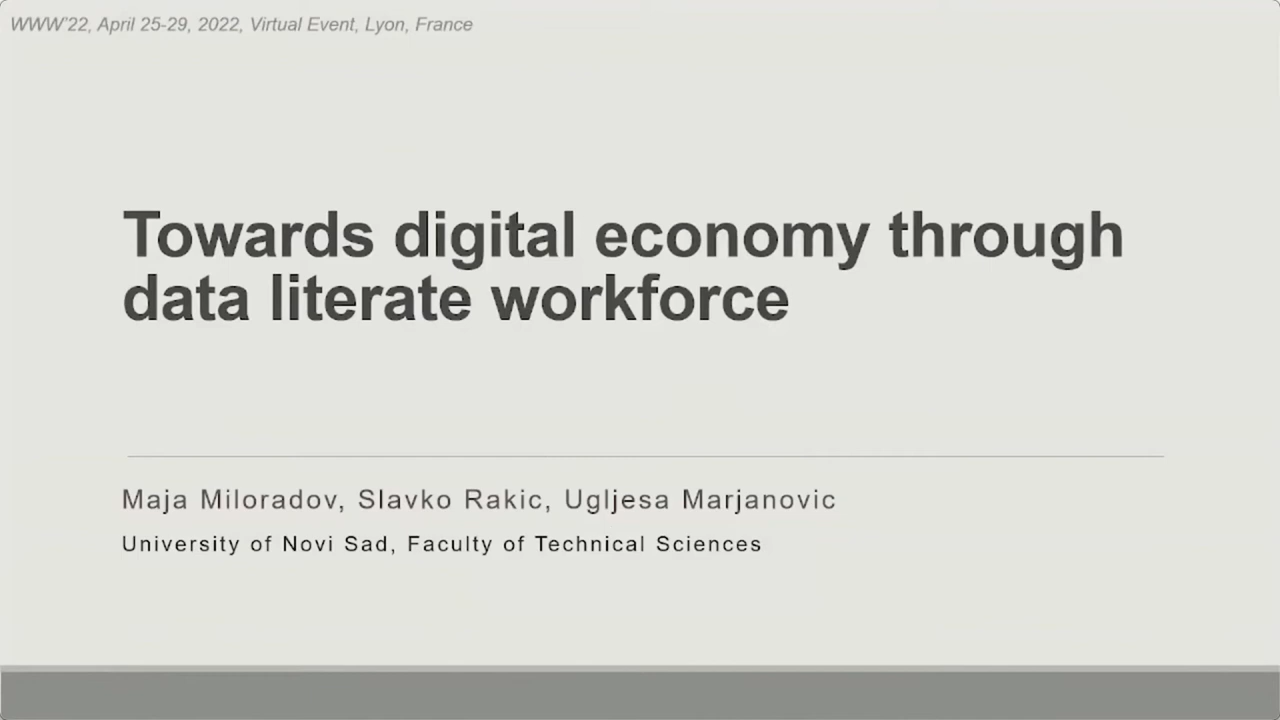 WWW'22, April 25-29, 2022, Virtual Event, Lyon, France
Towards digital economy through
data literate workforce
Maja Miloradov, Slavko Rakic, Ugljesa Marjanovic
University of Novi Sad, Faculty of Technical Sciences